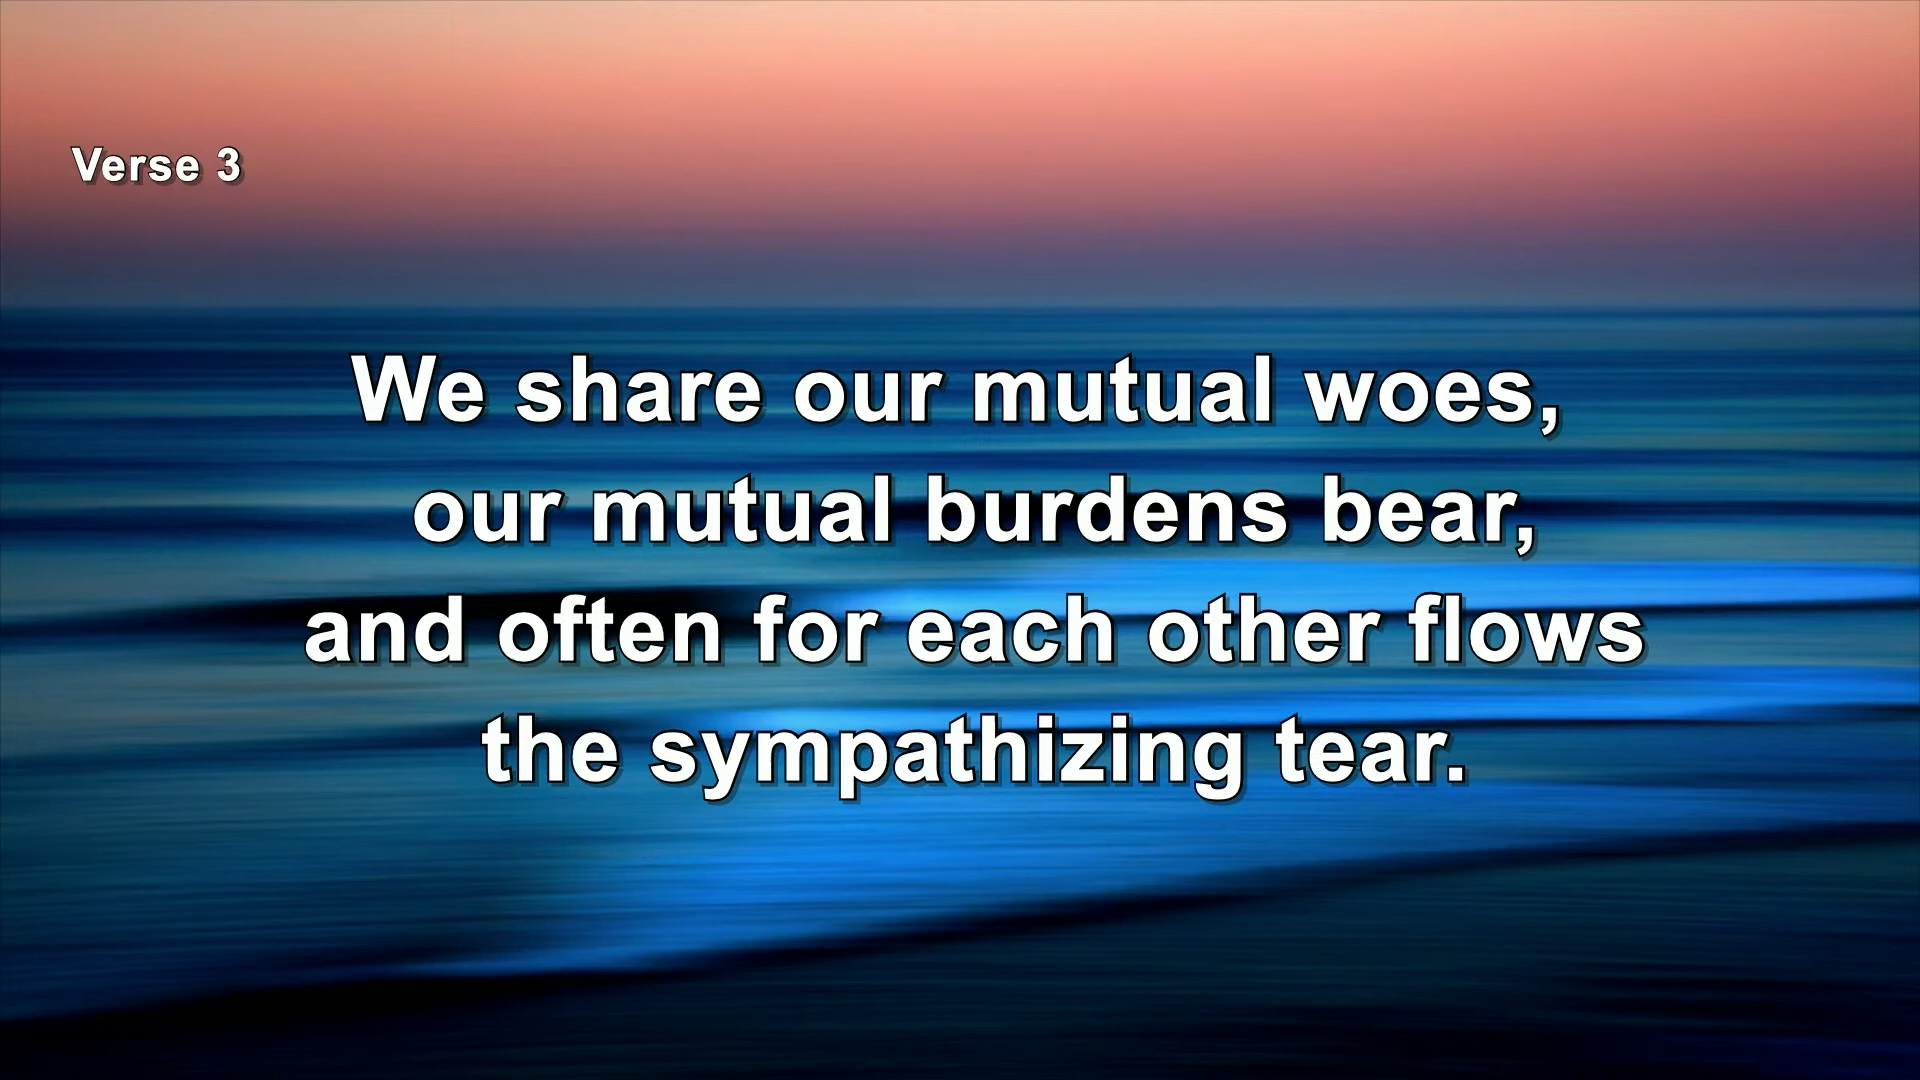 Verse 3
We share our mutual woes,
our mutual burdens bear,
and often for each other flows
the sympathizing tear.